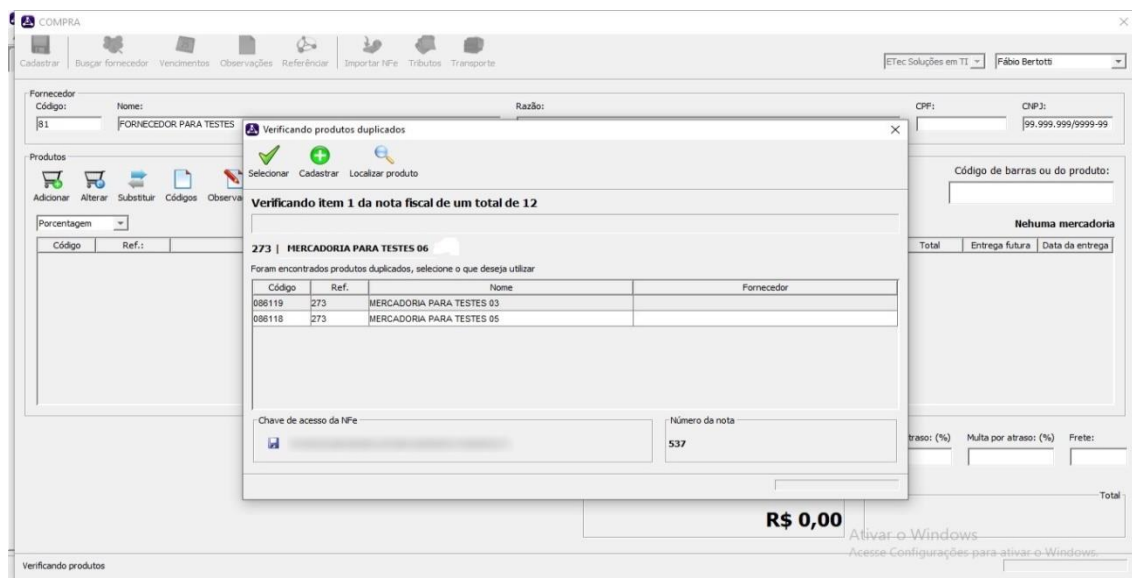 COMPRA
Cadastrar Busçar fornecedor Vencimentos Observações Referênciar Importar NFe Tributos Transporte
ETec Soluções em TI Fábio Bertotti
Fornecedor
Código: Nome: Razão: CPF: CNPJ:
81 FORNECEDOR PARA TESTES 99.999.999/9999-99
Verificando produtos duplicados
Produtos
Selecionar Cadastrar Localizar produto
Código de barras ou do produto:
Adicionar Alterar Substituir Códigos Observa
Verificando item 1 da nota fiscal de um total de 12
Porcentagem
Nenhuma mercadoria
Código Ref.: Total Entrega futura Data da entrega
273 | MERCADORIA PARA TESTES 06
Foram encontrados produtos duplicados, selecione o que deseja utilizar
Código Ref. Nome Fornecedor
086119 273 MERCADORIA PARA TESTES 03
086118 273 MERCADORIA PARA TESTES 05
Chave de acesso da NFe Número da nota
537
traso: (%) Multa por atraso: (%) Frete:
Total
R$ 0,00
Ativar o Windows
Acesse Configurações para ativar o Windows.
Verificando produtos